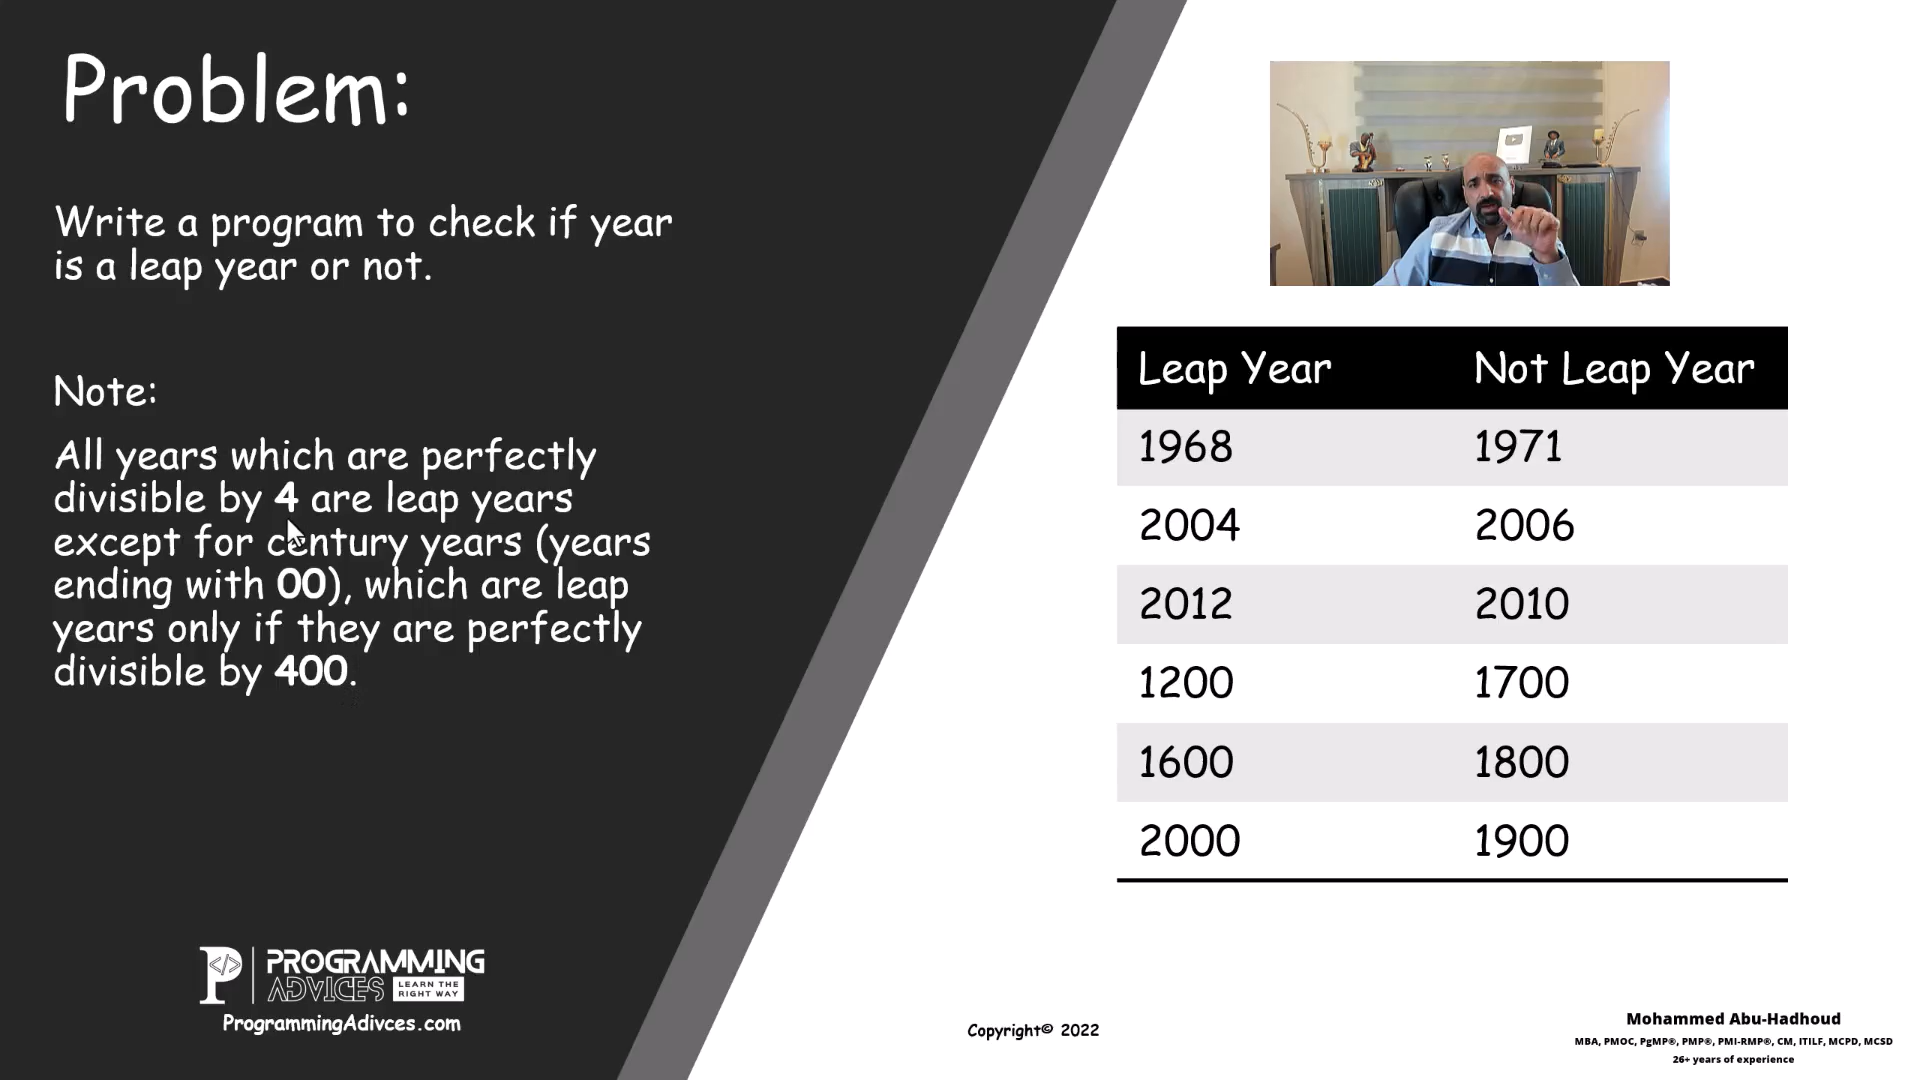 Problem:
Write a program to check if year
is a leap year or not.
Note:
All years which are perfectly
divisible by 4 are leap years
except for century years (years
ending with 00), which are leap
years only if they are perfectly
divisible by 400.
Leap Year Not Leap Year
1968 1971
2004 2006
2012 2010
1200 1700
1600 1800
2000 1900
P </> PROGRAMMING
ADVICES LEARN THE
RIGHT WAY
ProgrammingAdivces.com
Copyright© 2022
Mohammed Abu-Hadhoud
MBA, PMOC, PgMP®, PMP®, PMI-RMP®, CM, ITILF, MCPD, MCSD
26+ years of experience